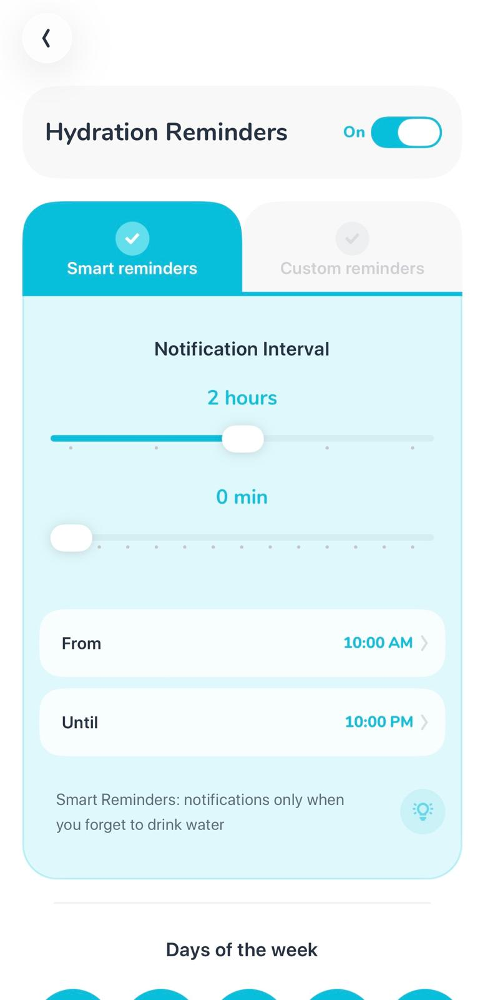 Hydration Reminders
On
Smart reminders
Custom reminders
Notification Interval
2 hours
0 min
From
10:00 AM
Until
10:00 PM
Smart Reminders: notifications only when
you forget to drink water
Days of the week